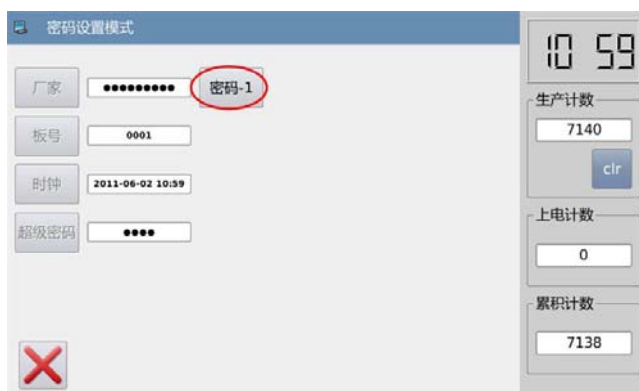 密码设置模式
10 59
厂家 ●●●●●●●●● 密码-1
生产计数
板号 0001
7140
时钟 2011-06-02 10:59
clr
超级密码 ●●●●
上电计数
0
累积计数
7138